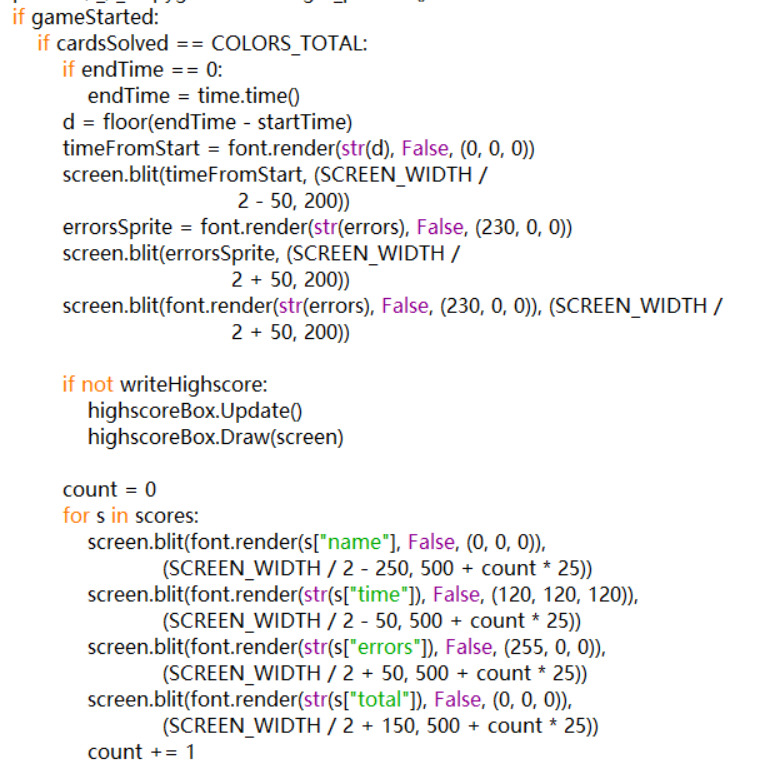 if gameStarted:
if cardsSolved == COLORS_TOTAL:
if endTime == 0:
endTime = time.time()
d = floor(endTime - startTime)
timeFromStart = font.render(str(d), False, (0, 0, 0))
screen.blit(timeFromStart, (SCREEN_WIDTH /
2 - 50, 200))
errorsSprite = font.render(str(errors), False, (230, 0, 0))
screen.blit(errorsSprite, (SCREEN_WIDTH /
2 + 50, 200))
screen.blit(font.render(str(errors), False, (230, 0, 0)), (SCREEN_WIDTH /
2 + 50, 200))
if not writeHighscore:
highscoreBox.Update()
highscoreBox.Draw(screen)
count = 0
for s in scores:
screen.blit(font.render(s["name"], False, (0, 0, 0)),
(SCREEN_WIDTH / 2 - 250, 500 + count * 25))
screen.blit(font.render(str(s["time"]), False, (120, 120, 120)),
(SCREEN_WIDTH / 2 - 50, 500 + count * 25))
screen.blit(font.render(str(s["errors"]), False, (255, 0, 0)),
(SCREEN_WIDTH / 2 + 50, 500 + count * 25))
screen.blit(font.render(str(s["total"]), False, (0, 0, 0)),
(SCREEN_WIDTH / 2 + 150, 500 + count * 25))
count += 1